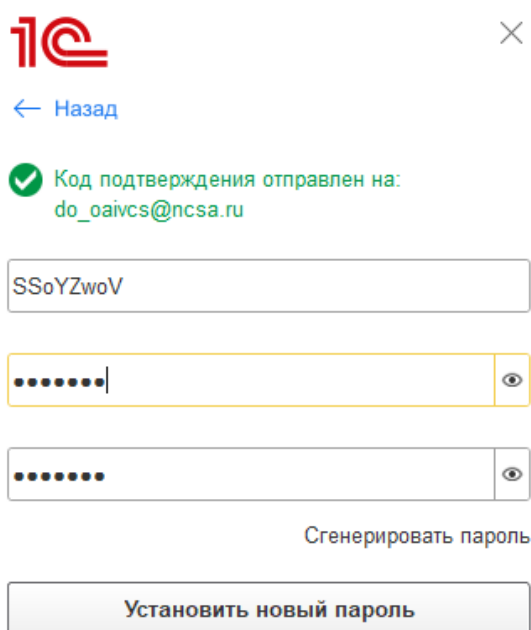 1С
← Назад
Код подтверждения отправлен на:
do_oaivcs@ncsa.ru
SSoYZwoV
•••••••
•••••••
Сгенерировать пароль
Установить новый пароль